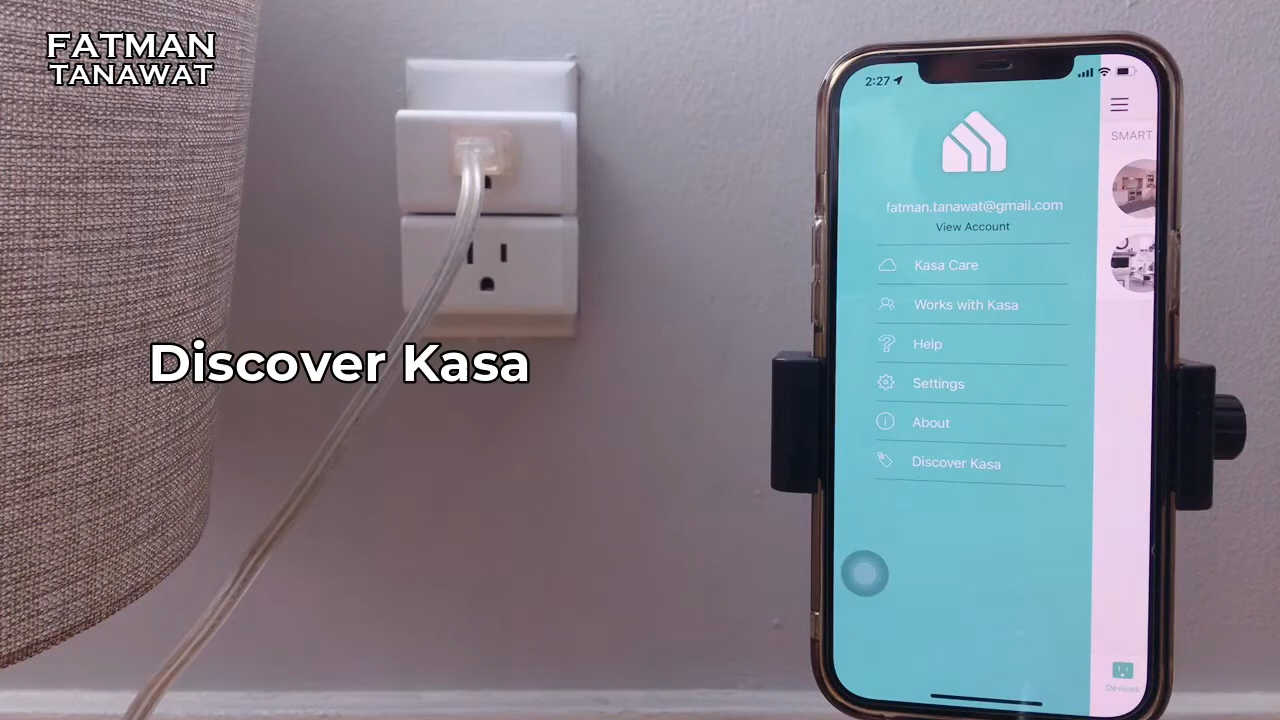 FATMAN
TANAWAT
Discover Kasa
2:27
SMART
fatman.tanawat@gmail.com
View Account
Kasa Care
Works with Kasa
Help
Settings
About
Discover Kasa
Devices